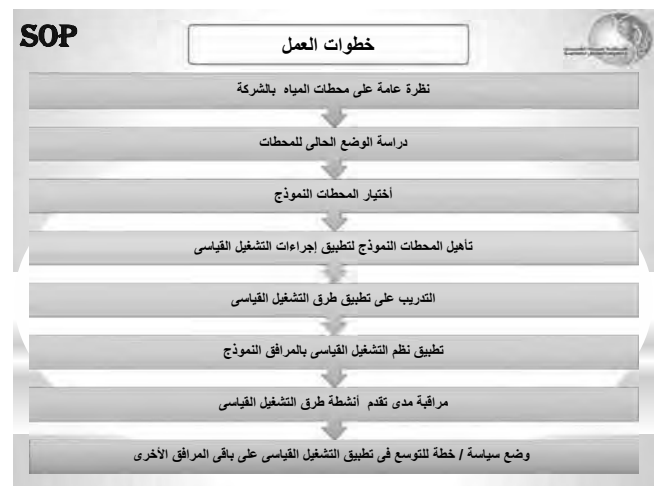 SOP
خطوات العمل
نظرة عامة على محطات المياه بالشركة
دراسة الوضع الحالى للمحطات
أختيار المحطات النموذج
تأهيل المحطات النموذج لتطبيق إجراءات التشغيل القياسى
التدريب على تطبيق طرق التشغيل القياسى
تطبيق نظم التشغيل القياسى بالمرافق النموذج
مراقبة مدى تقدم أنشطة طرق التشغيل القياسى
وضع سياسة / خطة للتوسع فى تطبيق التشغيل القياسى على باقى المرافق الأخرى